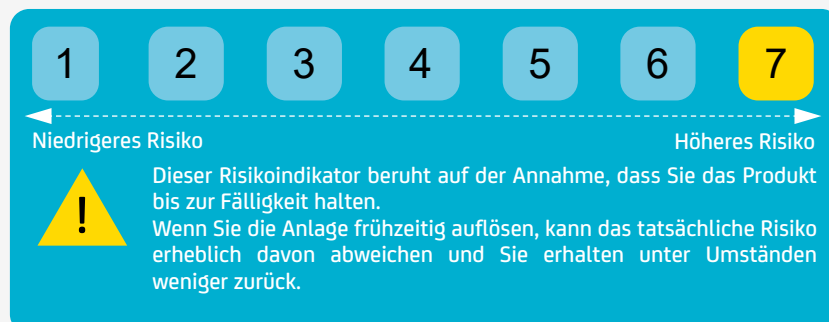 1 2 3 4 5 6 7
Niedrigeres Risiko Höheres Risiko
!
Dieser Risikoindikator beruht auf der Annahme, dass Sie das Produkt
bis zur Fälligkeit halten.
Wenn Sie die Anlage frühzeitig auflösen, kann das tatsächliche Risiko
erheblich davon abweichen und Sie erhalten unter Umständen
weniger zurück.